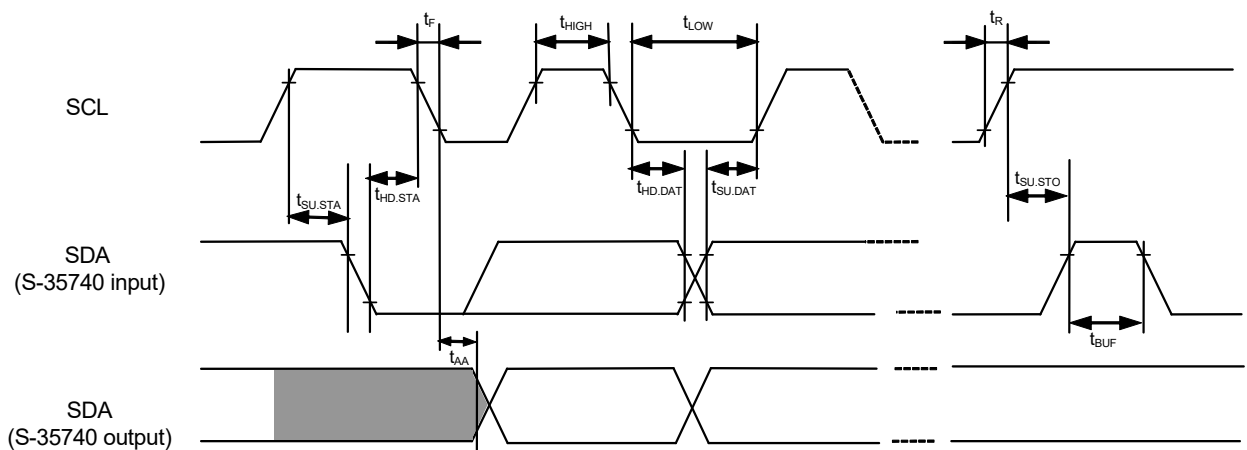 tF
tHIGH
tLOW
tR
SCL
tSU.STA
tHD.STA
tHD.DAT
tSU.DAT
tSU.STO
SDA
(S-35740 input)
tBUF
tAA
SDA
(S-35740 output)